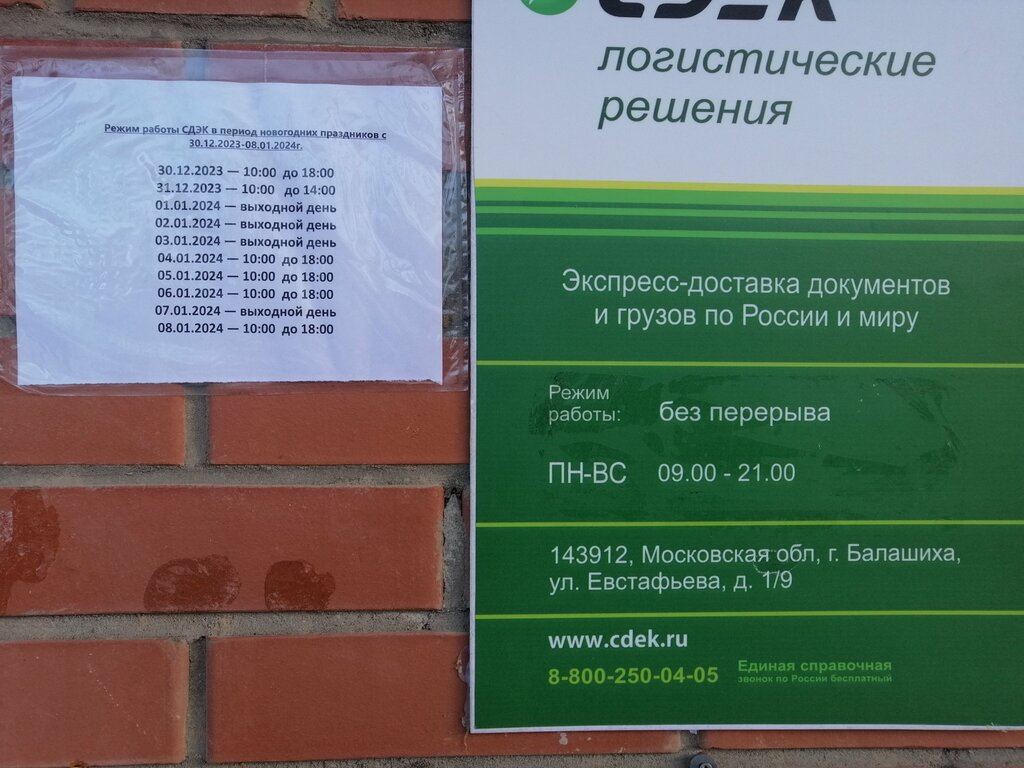 Режим работы СДЭК в период новогодних праздников с
30.12.2023-08.01.2024г.
30.12.2023 — 10:00 до 18:00
31.12.2023 — 10:00 до 14:00
01.01.2024 — выходной день
02.01.2024 — выходной день
03.01.2024 — выходной день
04.01.2024 — 10:00 до 18:00
05.01.2024 — 10:00 до 18:00
06.01.2024 — 10:00 до 18:00
07.01.2024 — выходной день
08.01.2024 — 10:00 до 18:00
CDEK
логистические
решения
Экспресс-доставка документов
и грузов по России и миру
Режим
работы: без перерыва
ПН-ВС 09.00 - 21.00
143912, Московская обл, г. Балашиха,
ул. Евстафьева, д. 1/9
www.cdek.ru
8-800-250-04-05 Единая справочная
звонок по России бесплатный